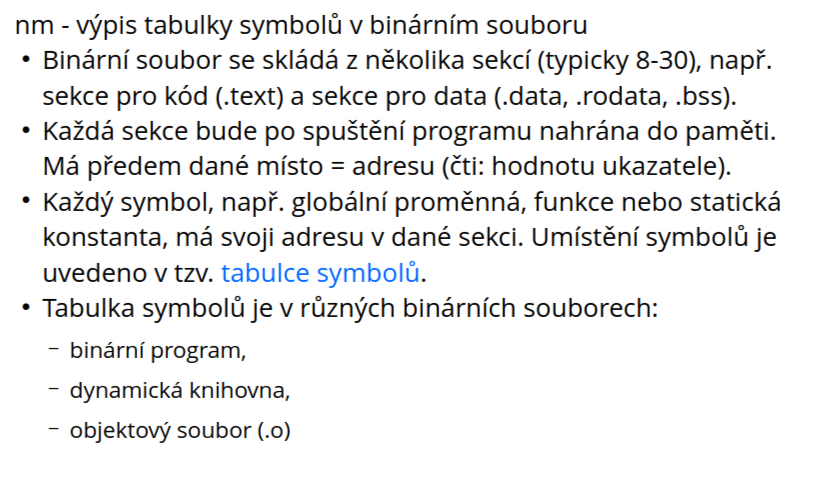 nm - výpis tabulky symbolů v binárním souboru
• Binární soubor se skládá z několika sekcí (typicky 8-30), např.
sekce pro kód (.text) a sekce pro data (.data, .rodata, .bss).
• Každá sekce bude po spuštění programu nahrána do paměti.
Má předem dané místo = adresu (čti: hodnotu ukazatele).
• Každý symbol, např. globální proměnná, funkce nebo statická
konstanta, má svoji adresu v dané sekci. Umístění symbolů je
uvedeno v tzv. tabulce symbolů.
• Tabulka symbolů je v různých binárních souborech:
– binární program,
– dynamická knihovna,
– objektový soubor (.o)